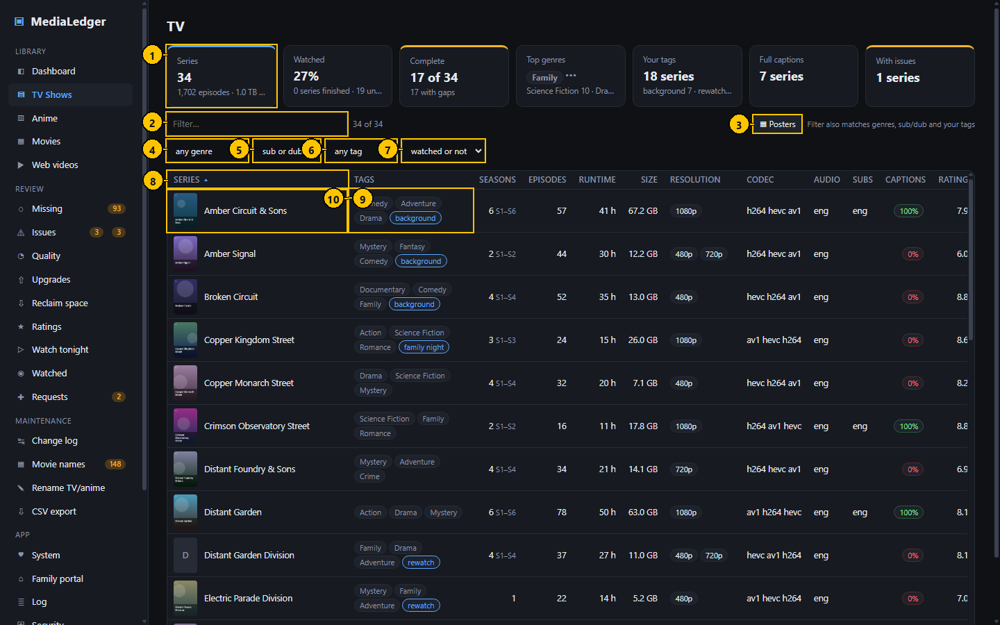 MediaLedger
LIBRARY
Dashboard
TV Shows
Anime
Movies
Web videos
REVIEW
Missing 93
Issues 3 3
Quality
Upgrades
Reclaim space
Ratings
Watch tonight
Watched
Requests 2
MAINTENANCE
Change log
Movie names 148
Rename TV/anime
CSV export
APP
System
Family portal
Log
Security
TV
1
Series
34
1,702 episodes · 1.0 TB ...
Watched
27%
0 series finished · 19 un...
Complete
17 of 34
17 with gaps
Top genres
Family ...
Science Fiction 10 · Dra...
Your tags
18 series
background 7 · rewatch...
Full captions
7 series
With issues
1 series
2 Filter... 34 of 34
3 Posters Filter also matches genres, sub/dub and your tags
4 any genre 5 sub or dub 6 any tag 7 watched or not
8 SERIES TAGS SEASONS EPISODES RUNTIME SIZE RESOLUTION CODEC AUDIO SUBS CAPTIONS RATING
10 9
Amber Circuit & Sons Adventure Drama background 6 S1–S6 57 41 h 67.2 GB 1080p h264 hevc av1 eng eng 100% 7.9
Amber Signal Mystery Fantasy Comedy background 2 S1–S2 44 30 h 12.2 GB 480p 720p h264 hevc av1 eng 0% 6.0
Broken Circuit Documentary Comedy Family background 4 S1–S4 52 35 h 13.0 GB 480p hevc h264 av1 eng 0% 8.8
Copper Kingdom Street Action Science Fiction Romance family night 3 S1–S3 24 15 h 26.0 GB 1080p av1 hevc h264 eng 0% 8.6
Copper Monarch Street Drama Science Fiction Mystery 4 S1–S4 32 20 h 7.1 GB 480p hevc h264 av1 eng 0% 8.2
Crimson Observatory Street Science Fiction Family Romance 2 S1–S2 16 11 h 17.8 GB 1080p h264 av1 hevc eng eng 100% 8.8
Distant Foundry & Sons Mystery Adventure Crime 4 S1–S4 34 21 h 14.1 GB 720p h264 hevc av1 eng 0% 6.9
Distant Garden Action Drama Mystery 6 S1–S6 78 50 h 63.0 GB 1080p av1 h264 hevc eng eng 100% 8.1
D Distant Garden Division Family Drama Adventure rewatch 4 S1–S4 37 27 h 11.0 GB 480p 720p hevc av1 h264 eng 0% 8.1
Electric Parade Division Mystery Family Adventure rewatch 1 22 14 h 5.2 GB 480p av1 hevc h264 eng 0% 7.0